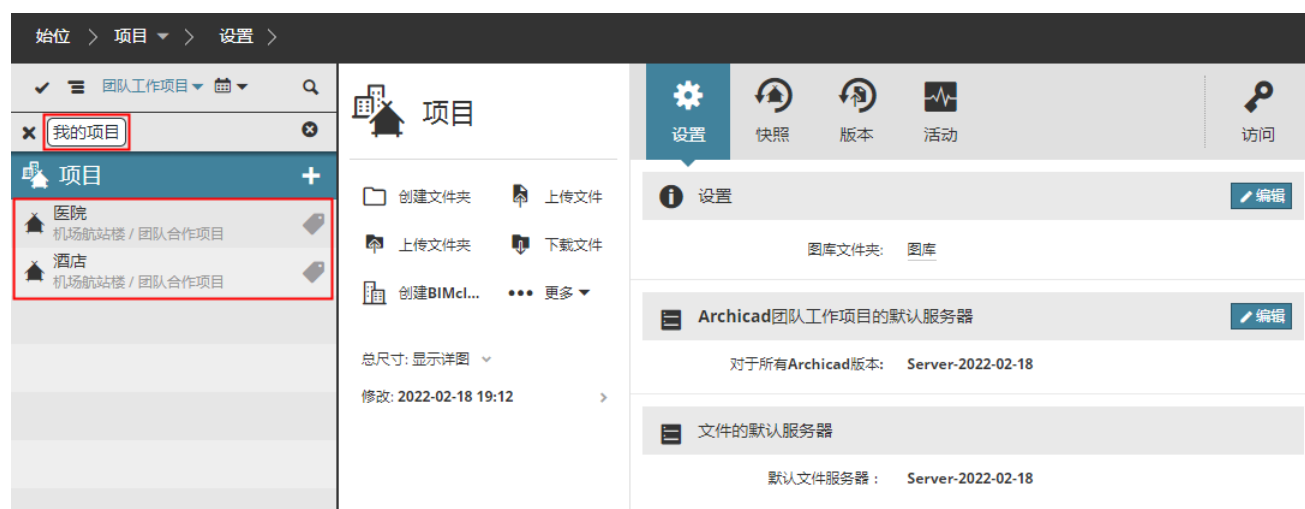 始位 > 项目 > 设置 >
团队工作项目
我的项目
项目
医院
机场航站楼 / 团队合作项目
酒店
机场航站楼 / 团队合作项目
项目
创建文件夹 上传文件
上传文件夹 下载文件
创建BIMcl... 更多
总尺寸: 显示详图
修改: 2022-02-18 19:12
设置 快照 版本 活动 访问
设置 编辑
图库文件夹: 图库
Archicad团队工作项目的默认服务器 编辑
对于所有Archicad版本: Server-2022-02-18
文件的默认服务器
默认文件服务器 : Server-2022-02-18